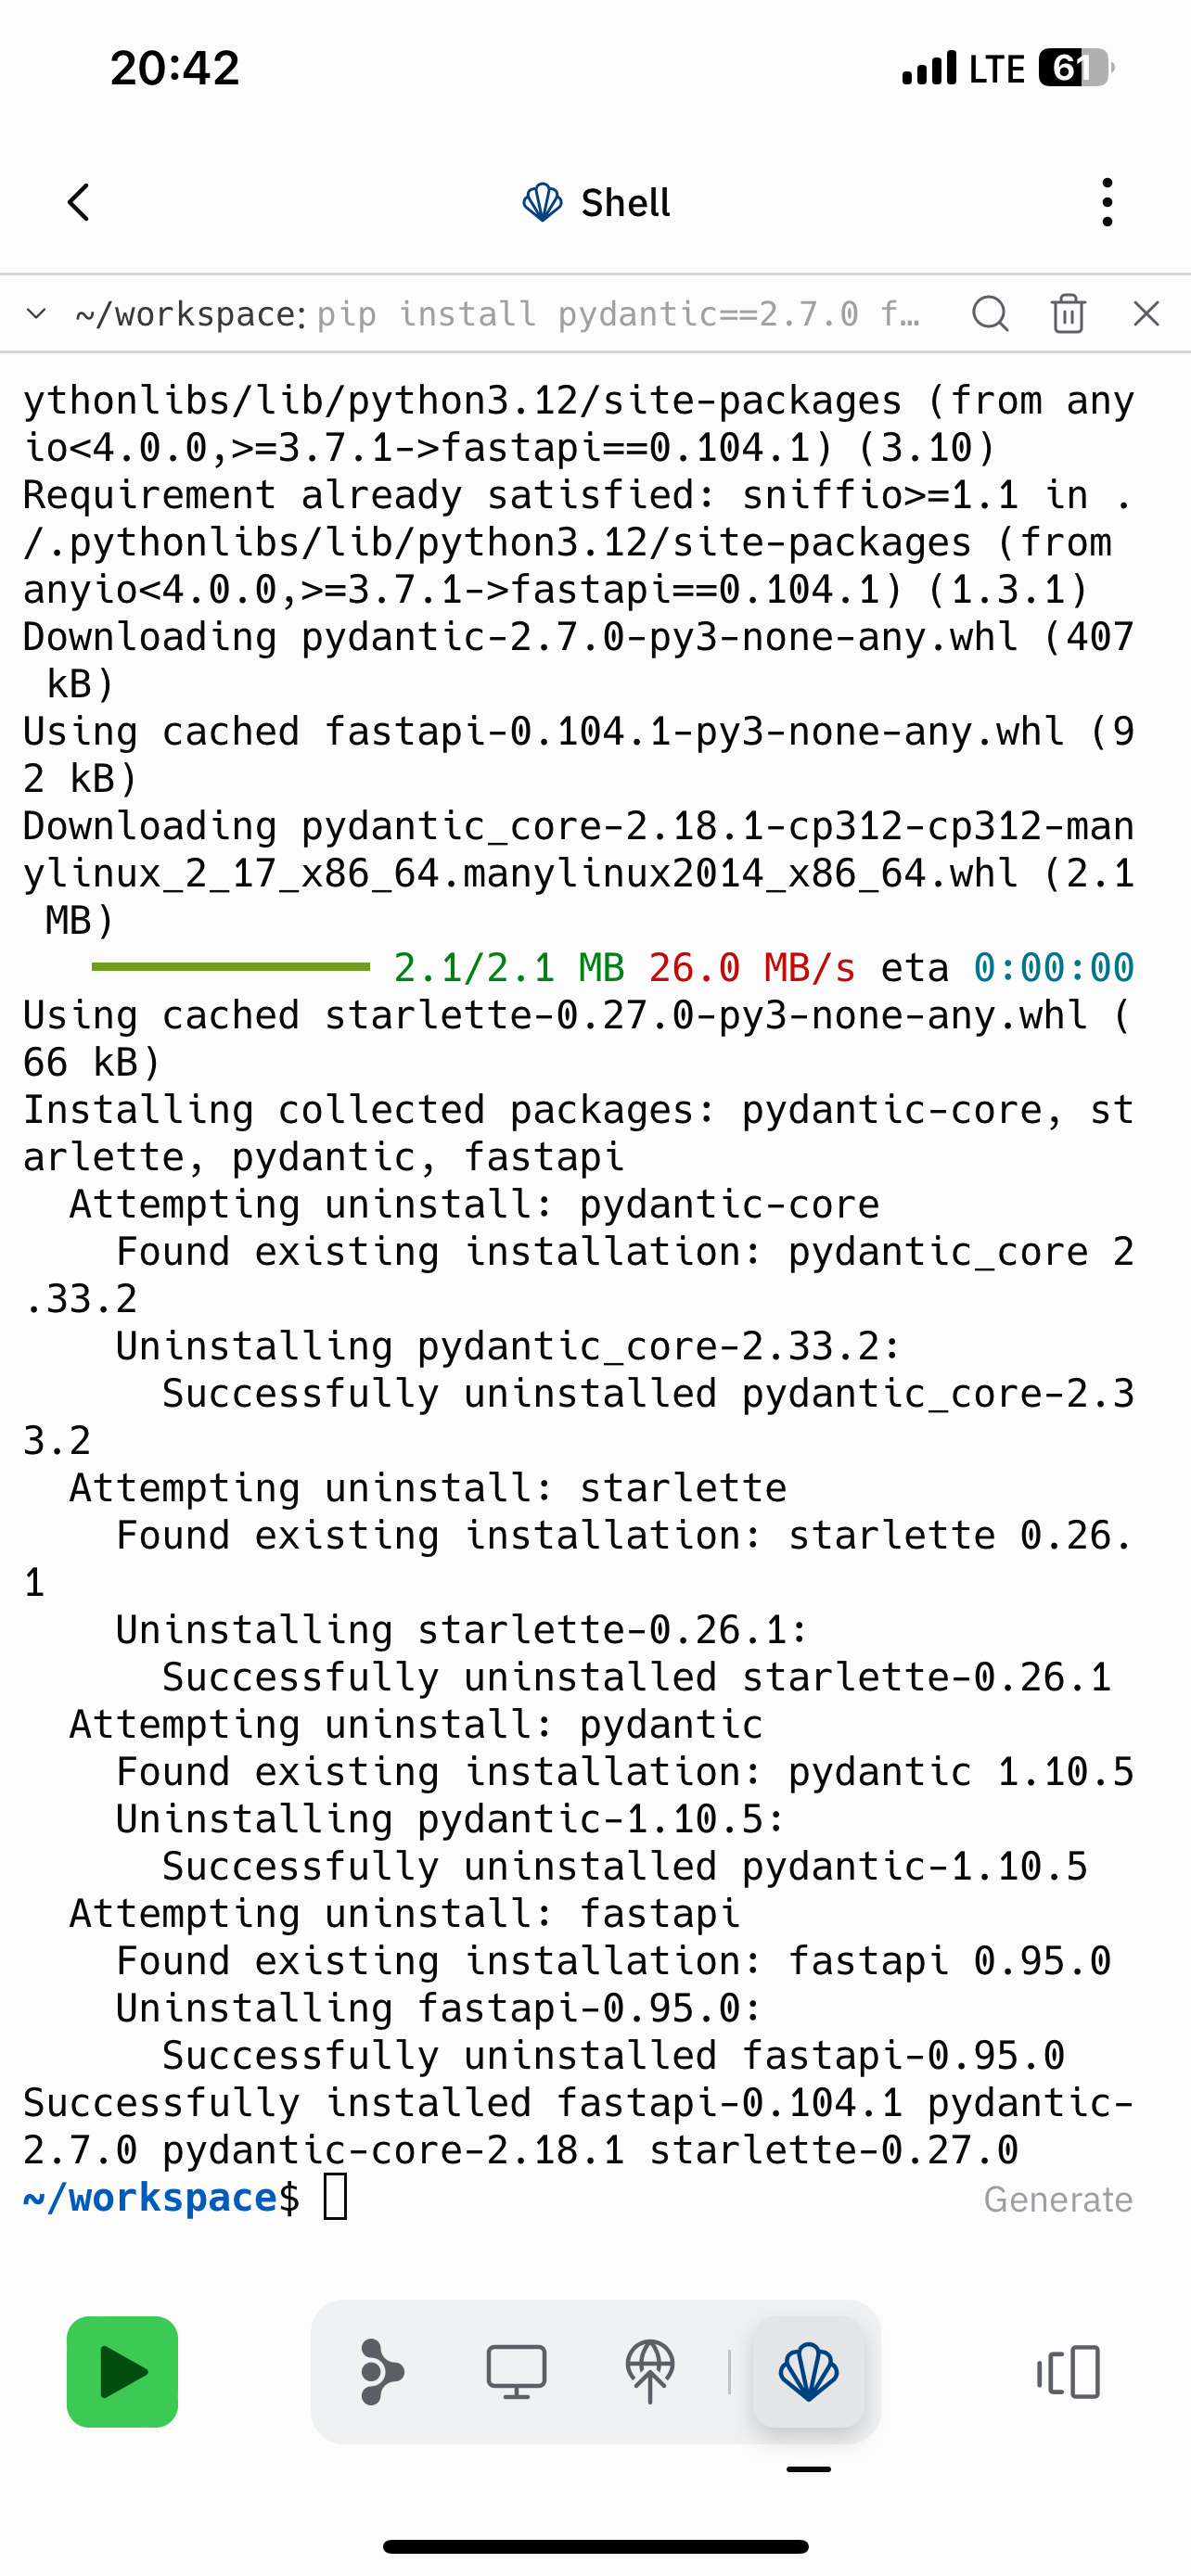 20:42
LTE 61
Shell
~/workspace: pip install pydantic==2.7.0 f…
ythonlibs/lib/python3.12/site-packages (from any
io<4.0.0,>=3.7.1->fastapi==0.104.1) (3.10)
Requirement already satisfied: sniffio>=1.1 in .
/.pythonlibs/lib/python3.12/site-packages (from
anyio<4.0.0,>=3.7.1->fastapi==0.104.1) (1.3.1)
Downloading pydantic-2.7.0-py3-none-any.whl (407
 kB)
Using cached fastapi-0.104.1-py3-none-any.whl (9
2 kB)
Downloading pydantic_core-2.18.1-cp312-cp312-man
ylinux_2_17_x86_64.manylinux2014_x86_64.whl (2.1
 MB)
2.1/2.1 MB 26.0 MB/s eta 0:00:00
Using cached starlette-0.27.0-py3-none-any.whl (
66 kB)
Installing collected packages: pydantic-core, st
arlette, pydantic, fastapi
  Attempting uninstall: pydantic-core
    Found existing installation: pydantic_core 2
.33.2
    Uninstalling pydantic_core-2.33.2:
      Successfully uninstalled pydantic_core-2.3
3.2
  Attempting uninstall: starlette
    Found existing installation: starlette 0.26.
1
    Uninstalling starlette-0.26.1:
      Successfully uninstalled starlette-0.26.1
  Attempting uninstall: pydantic
    Found existing installation: pydantic 1.10.5
    Uninstalling pydantic-1.10.5:
      Successfully uninstalled pydantic-1.10.5
  Attempting uninstall: fastapi
    Found existing installation: fastapi 0.95.0
    Uninstalling fastapi-0.95.0:
      Successfully uninstalled fastapi-0.95.0
Successfully installed fastapi-0.104.1 pydantic-
2.7.0 pydantic-core-2.18.1 starlette-0.27.0
~/workspace$ Generate